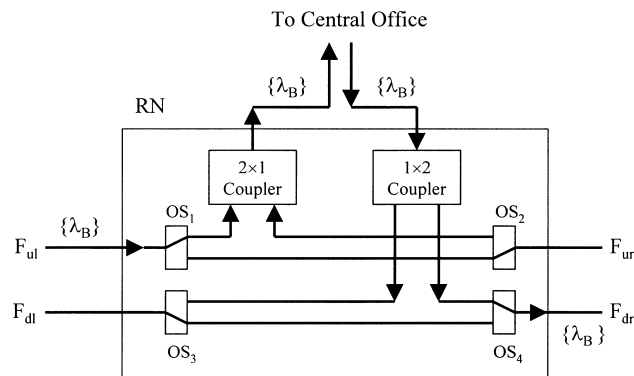 To Central Office
{λB} {λB}
RN
2×1
Coupler
1×2
Coupler
OS1 OS2
{λB}
Ful Fur
Fdl Fdr
{λB}
OS3 OS4